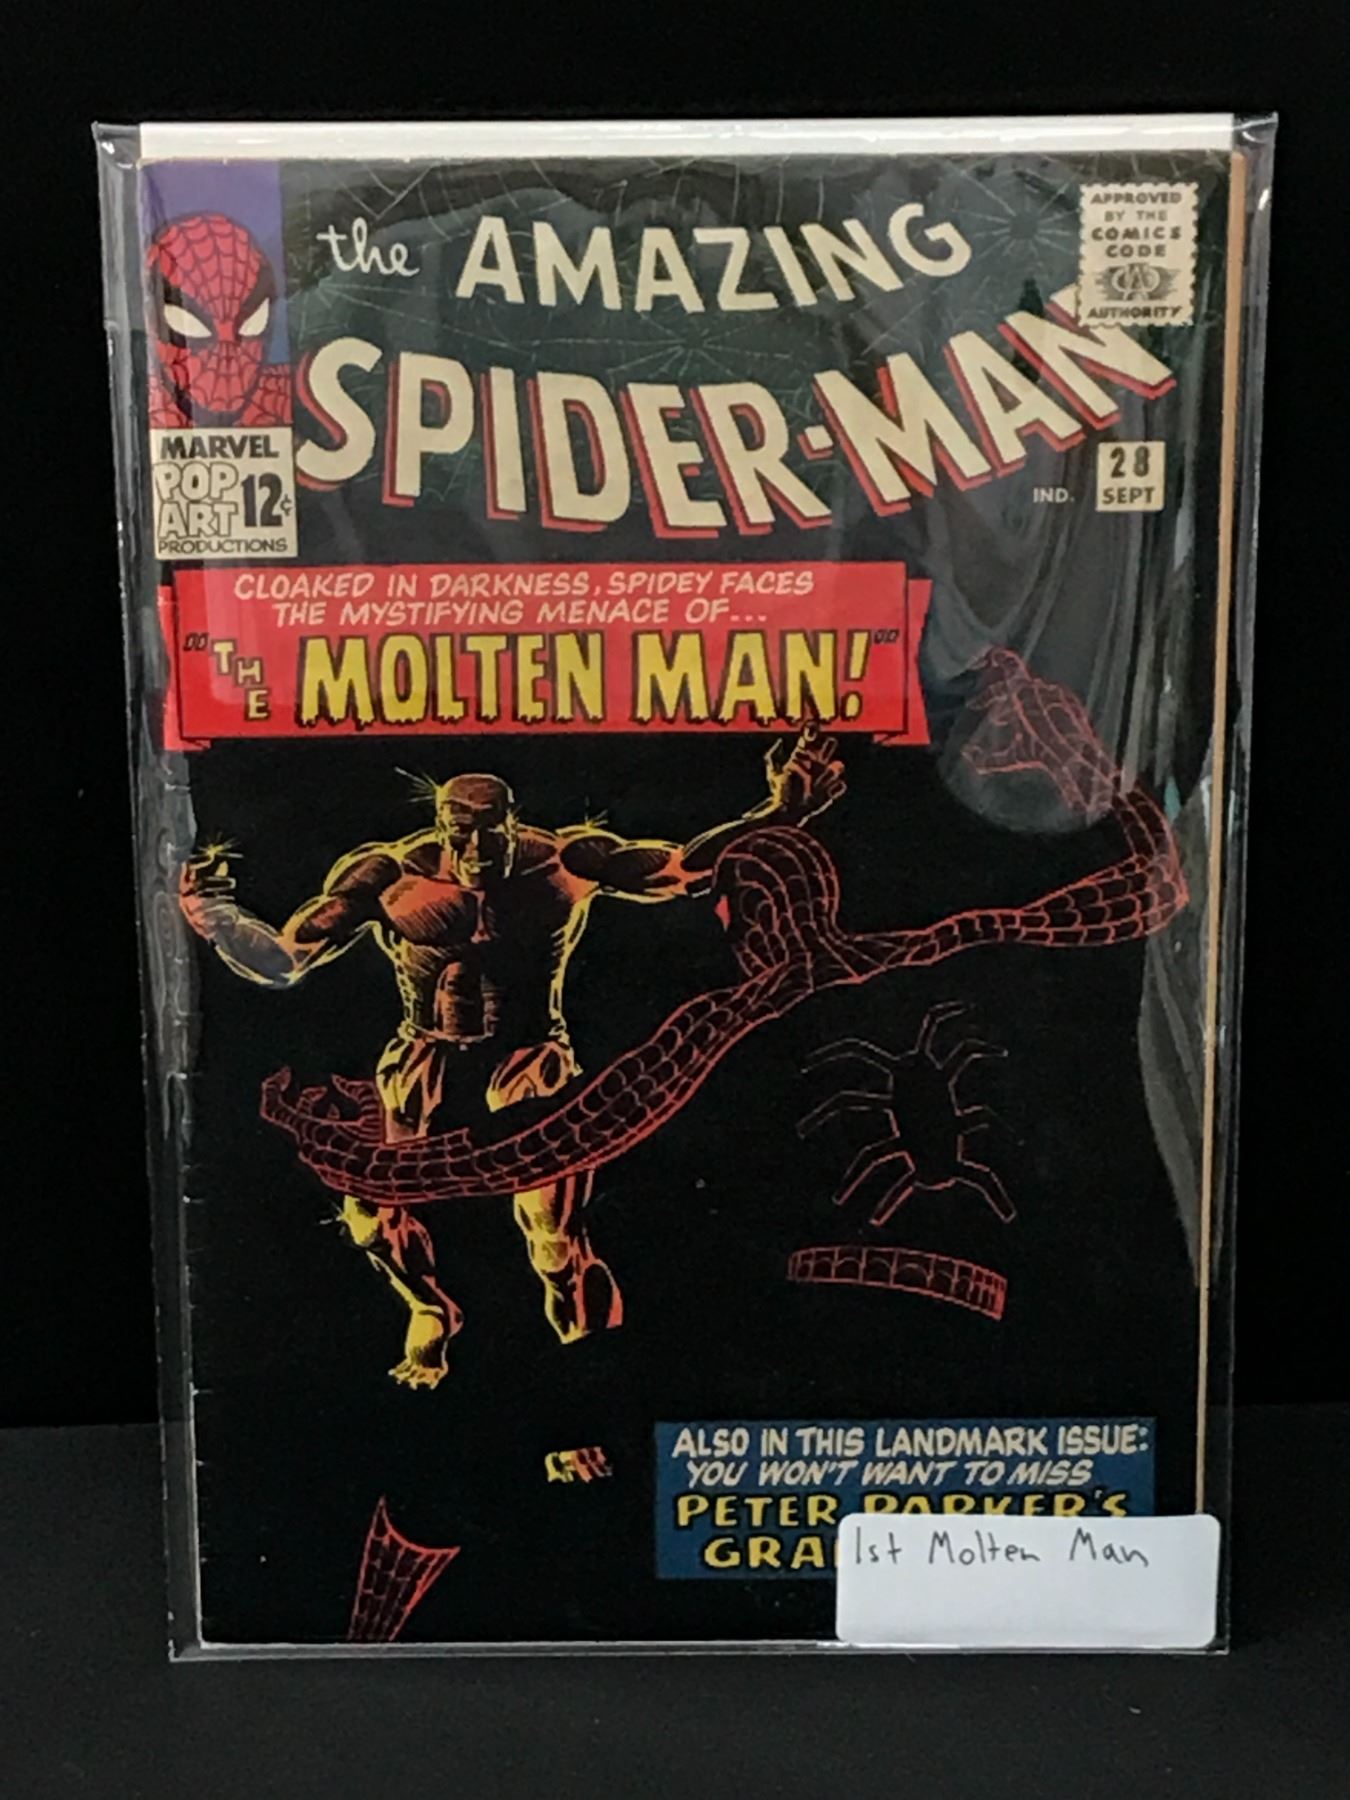 the AMAZING
SPIDER-MAN
APPROVED
BY THE
COMICS
CODE
CA
AUTHORITY
MARVEL
POP
ART
PRODUCTIONS
12¢
IND.
28
SEPT
CLOAKED IN DARKNESS, SPIDEY FACES
THE MYSTIFYING MENACE OF...
"THE MOLTEN MAN!"
ALSO IN THIS LANDMARK ISSUE:
YOU WON'T WANT TO MISS
PETER PARKER'S
GRA
1st Molten Man